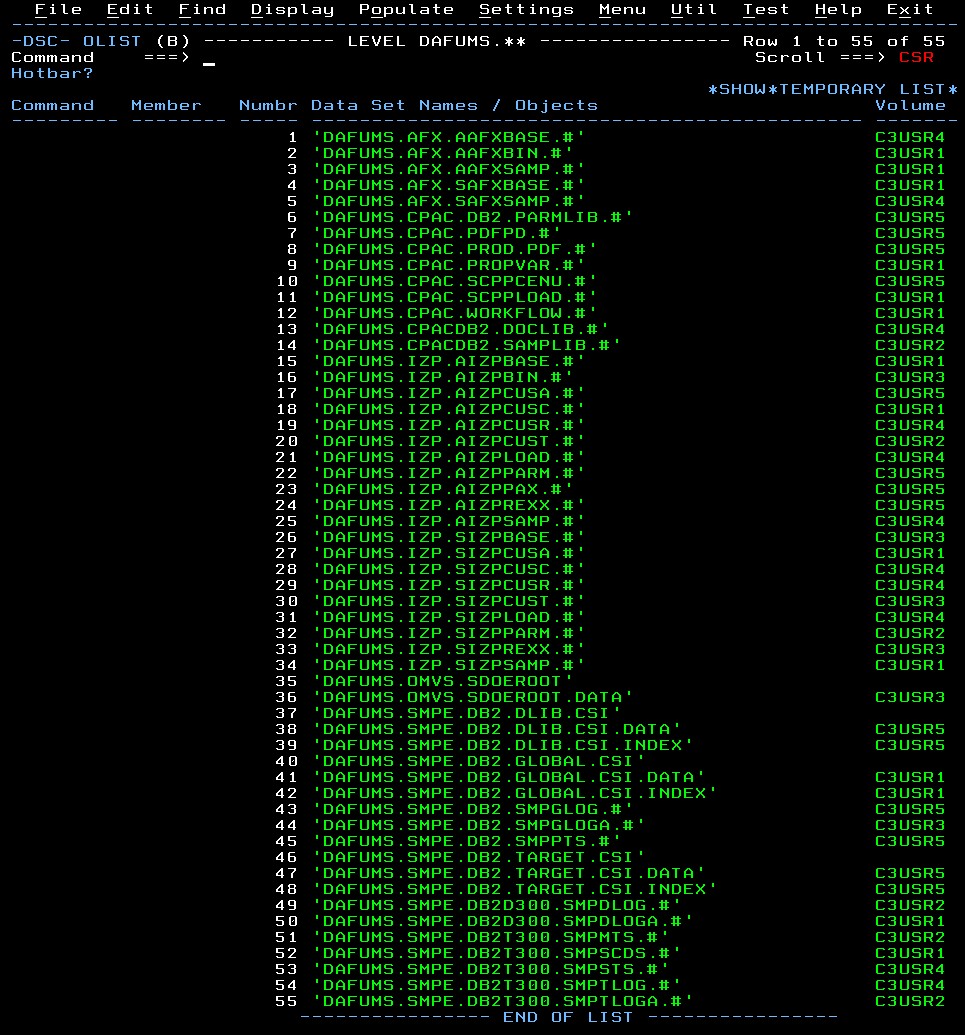 File  Edit  Find  Display  Populate  Settings  Menu  Util  Test  Help  Exit
-DSC- OLIST (B) --------- LEVEL DAFUMS.** ---------------- Row 1 to 55 of 55
Command ===> _ Scroll ===> CSR
Hotbar?
*SHOW*TEMPORARY LIST*
Command Member Numbr Data Set Names / Objects Volume
1 'DAFUMS.AFX.AAFXBASE.#' C3USR4
2 'DAFUMS.AFX.AAFXBIN.#' C3USR1
3 'DAFUMS.AFX.AAFXSAMP.#' C3USR1
4 'DAFUMS.AFX.SAFXBASE.#' C3USR1
5 'DAFUMS.AFX.SAFXSAMP.#' C3USR4
6 'DAFUMS.CPAC.DB2.PARMLIB.#' C3USR5
7 'DAFUMS.CPAC.PDFPD.#' C3USR5
8 'DAFUMS.CPAC.PROD.PDF.#' C3USR5
9 'DAFUMS.CPAC.PROPVAR.#' C3USR1
10 'DAFUMS.CPAC.SCPPCENU.#' C3USR5
11 'DAFUMS.CPAC.SCPPLOAD.#' C3USR1
12 'DAFUMS.CPAC.WORKFLOW.#' C3USR1
13 'DAFUMS.CPACDB2.DOCLIB.#' C3USR4
14 'DAFUMS.CPACDB2.SAMPLIB.#' C3USR2
15 'DAFUMS.IZP.AIZPBASE.#' C3USR1
16 'DAFUMS.IZP.AIZPBIN.#' C3USR3
17 'DAFUMS.IZP.AIZPCUSA.#' C3USR5
18 'DAFUMS.IZP.AIZPCUSC.#' C3USR1
19 'DAFUMS.IZP.AIZPCUSR.#' C3USR4
20 'DAFUMS.IZP.AIZPCUST.#' C3USR2
21 'DAFUMS.IZP.AIZPLOAD.#' C3USR4
22 'DAFUMS.IZP.AIZPPARM.#' C3USR5
23 'DAFUMS.IZP.AIZPPAX.#' C3USR5
24 'DAFUMS.IZP.AIZPREXX.#' C3USR5
25 'DAFUMS.IZP.AIZPSAMP.#' C3USR4
26 'DAFUMS.IZP.SIZPBASE.#' C3USR3
27 'DAFUMS.IZP.SIZPCUSA.#' C3USR1
28 'DAFUMS.IZP.SIZPCUSC.#' C3USR4
29 'DAFUMS.IZP.SIZPCUSR.#' C3USR4
30 'DAFUMS.IZP.SIZPCUST.#' C3USR3
31 'DAFUMS.IZP.SIZPLOAD.#' C3USR4
32 'DAFUMS.IZP.SIZPPARM.#' C3USR2
33 'DAFUMS.IZP.SIZPREXX.#' C3USR3
34 'DAFUMS.IZP.SIZPSAMP.#' C3USR1
35 'DAFUMS.OMVS.SDOEROOT'
36 'DAFUMS.OMVS.SDOEROOT.DATA' C3USR3
37 'DAFUMS.SMPE.DB2.DLIB.CSI'
38 'DAFUMS.SMPE.DB2.DLIB.CSI.DATA' C3USR5
39 'DAFUMS.SMPE.DB2.DLIB.CSI.INDEX' C3USR5
40 'DAFUMS.SMPE.DB2.GLOBAL.CSI'
41 'DAFUMS.SMPE.DB2.GLOBAL.CSI.DATA' C3USR1
42 'DAFUMS.SMPE.DB2.GLOBAL.CSI.INDEX' C3USR1
43 'DAFUMS.SMPE.DB2.SMPGLOG.#' C3USR5
44 'DAFUMS.SMPE.DB2.SMPGLOGA.#' C3USR3
45 'DAFUMS.SMPE.DB2.SMPPTS.#' C3USR5
46 'DAFUMS.SMPE.DB2.TARGET.CSI'
47 'DAFUMS.SMPE.DB2.TARGET.CSI.DATA' C3USR5
48 'DAFUMS.SMPE.DB2.TARGET.CSI.INDEX' C3USR5
49 'DAFUMS.SMPE.DB2D300.SMPDLOG.#' C3USR2
50 'DAFUMS.SMPE.DB2D300.SMPDLOGA.#' C3USR1
51 'DAFUMS.SMPE.DB2T300.SMPMTS.#' C3USR2
52 'DAFUMS.SMPE.DB2T300.SMPSCDS.#' C3USR1
53 'DAFUMS.SMPE.DB2T300.SMPSTS.#' C3USR4
54 'DAFUMS.SMPE.DB2T300.SMPTLOG.#' C3USR4
55 'DAFUMS.SMPE.DB2T300.SMPTLOGA.#' C3USR2
---------------- END OF LIST ----------------